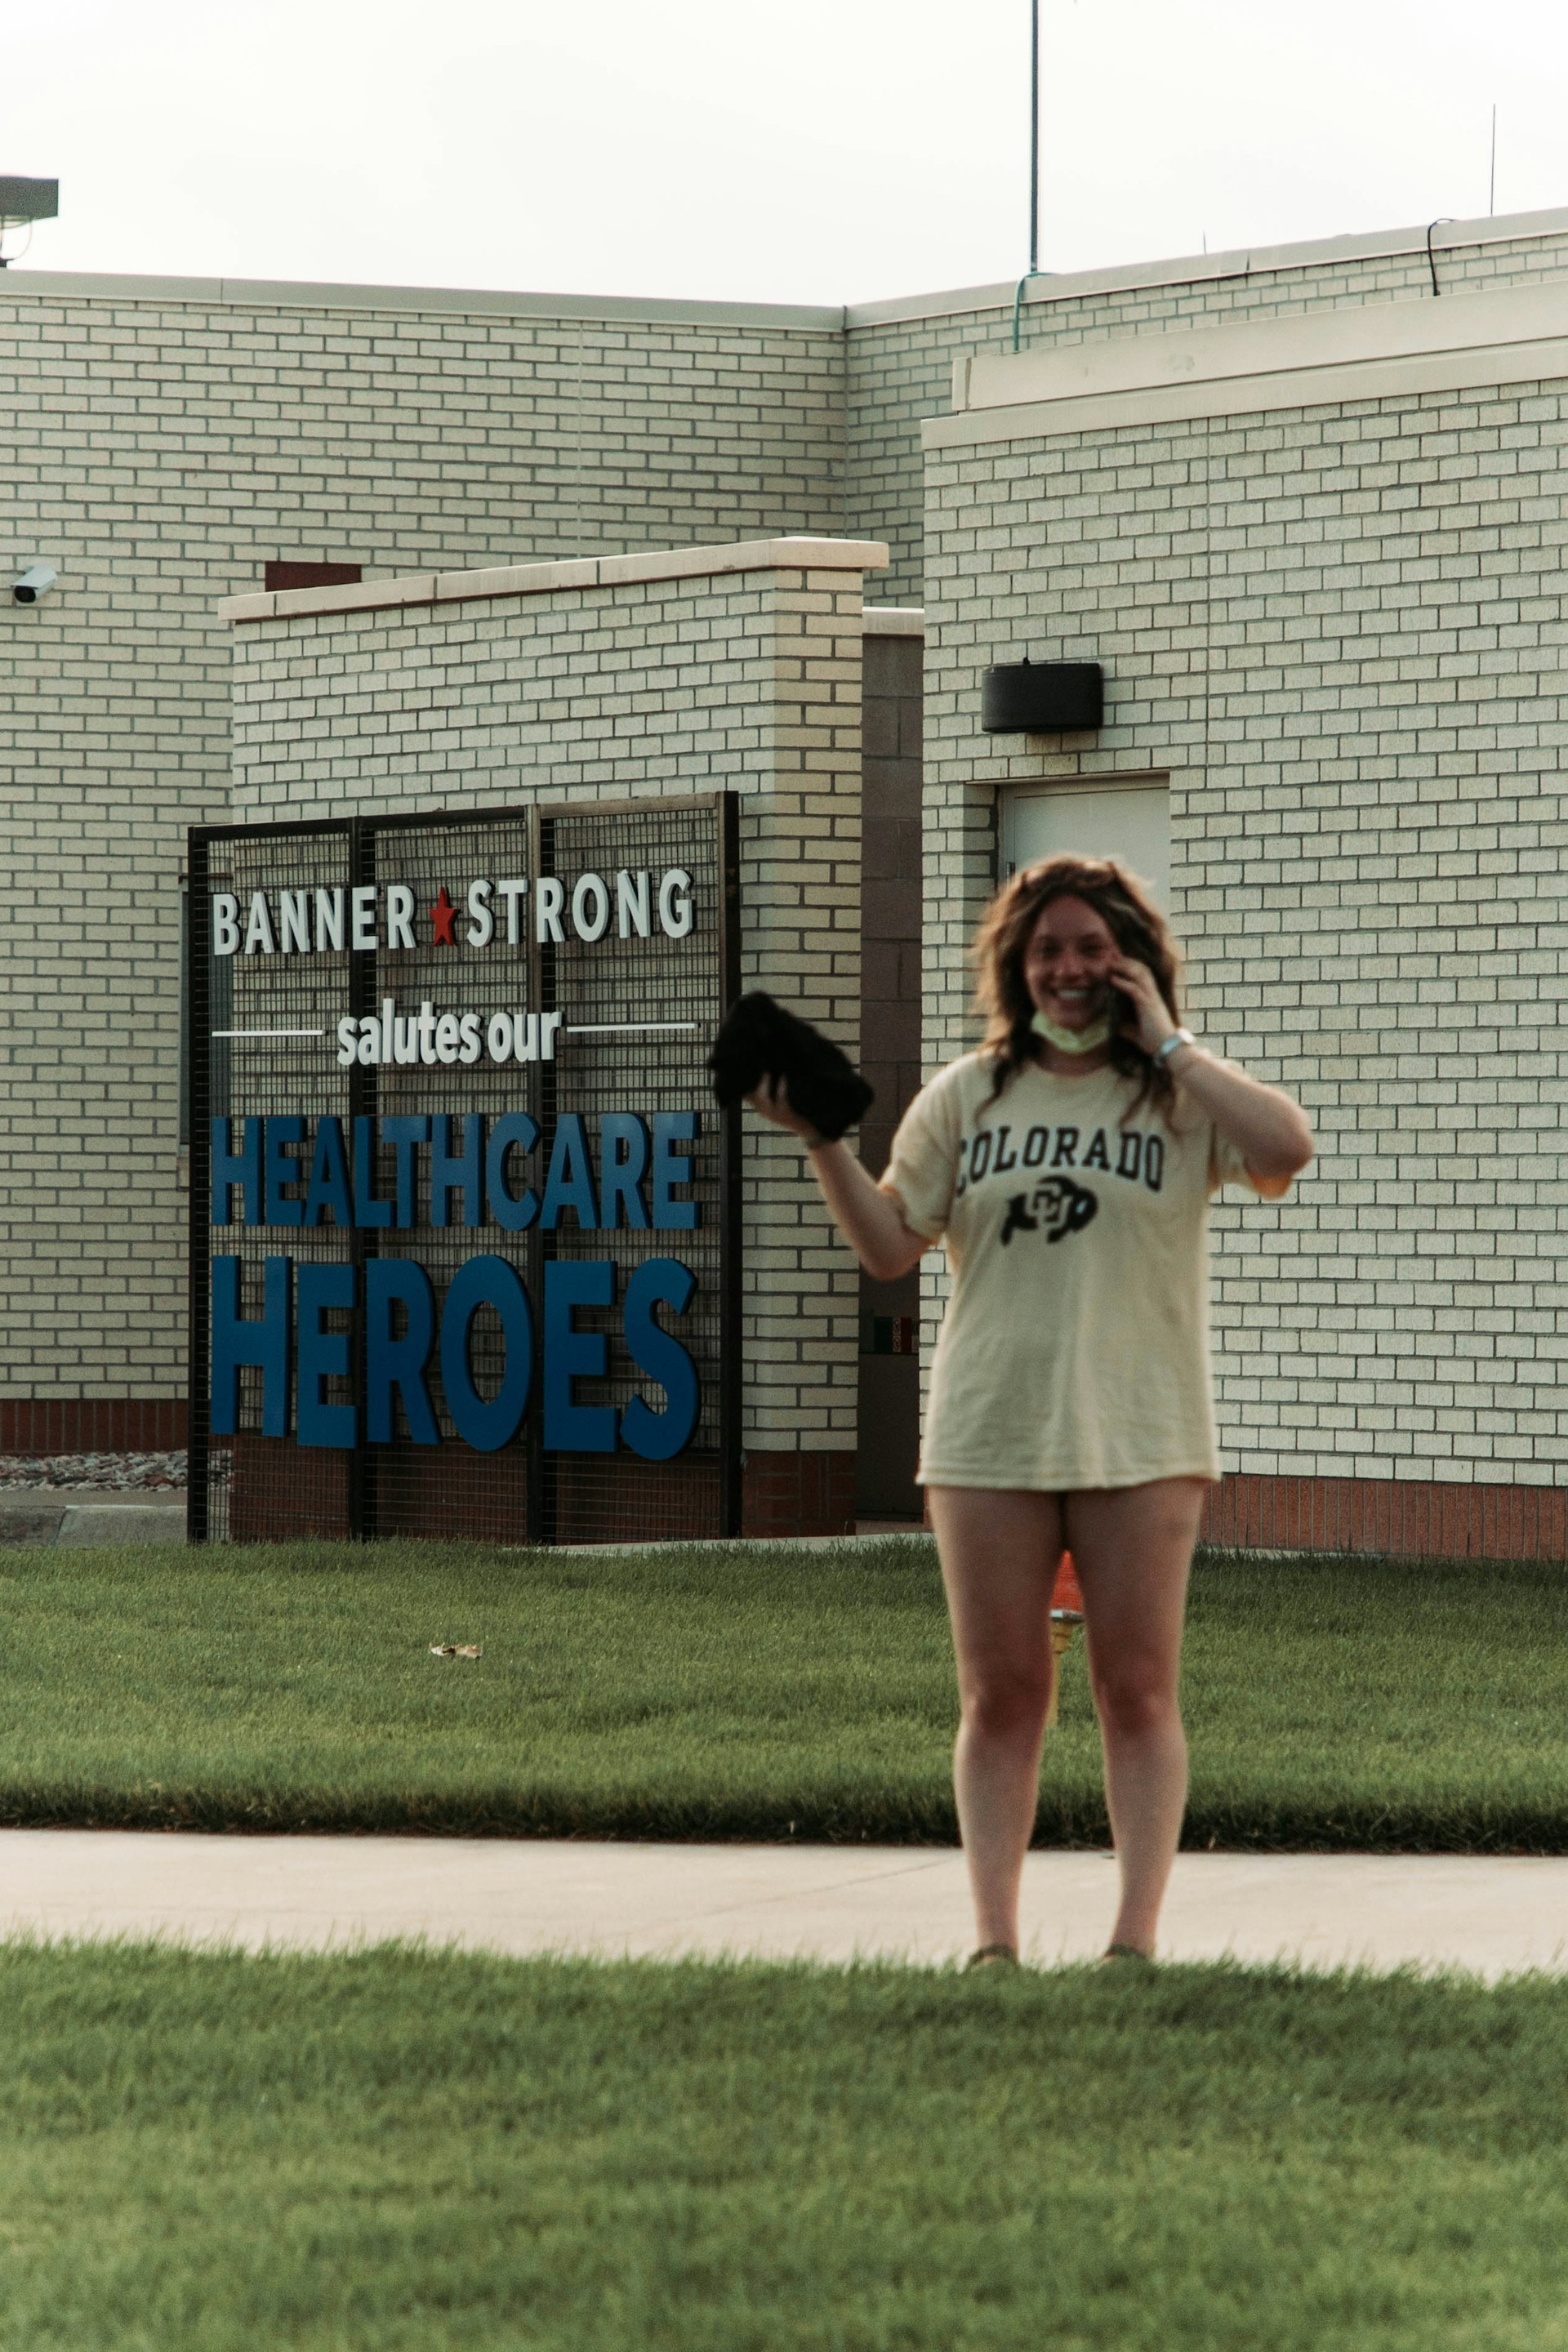 BANNER★STRONG
salutes our
HEALTHCARE
HEROES
COLORADO
CU